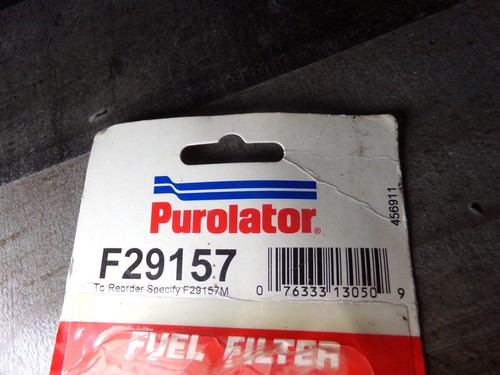 Purolator®
456911
F29157
To Reorder Specify F29157M
0 76333 13050 9
FUEL FILTER